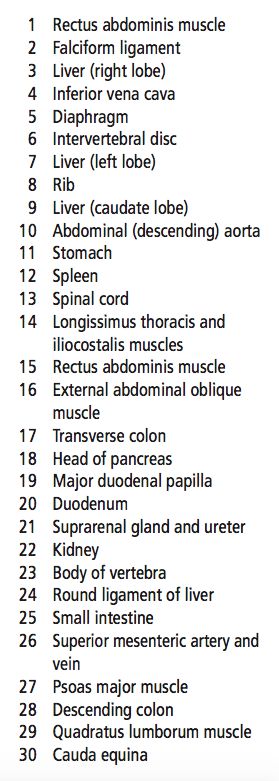 1 Rectus abdominis muscle
2 Falciform ligament
3 Liver (right lobe)
4 Inferior vena cava
5 Diaphragm
6 Intervertebral disc
7 Liver (left lobe)
8 Rib
9 Liver (caudate lobe)
10 Abdominal (descending) aorta
11 Stomach
12 Spleen
13 Spinal cord
14 Longissimus thoracis and
iliocostalis muscles
15 Rectus abdominis muscle
16 External abdominal oblique
muscle
17 Transverse colon
18 Head of pancreas
19 Major duodenal papilla
20 Duodenum
21 Suprarenal gland and ureter
22 Kidney
23 Body of vertebra
24 Round ligament of liver
25 Small intestine
26 Superior mesenteric artery and
vein
27 Psoas major muscle
28 Descending colon
29 Quadratus lumborum muscle
30 Cauda equina